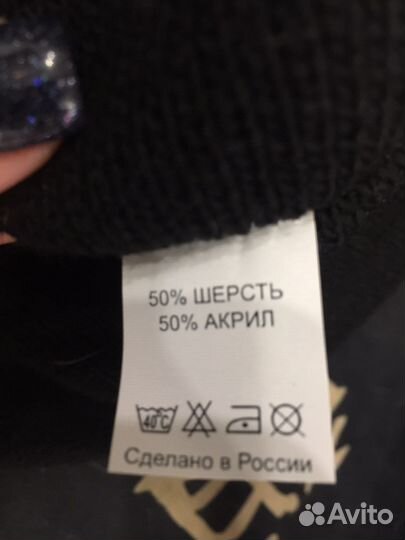 50% ШЕРСТЬ
50% АКРИЛ
40°C
Сделано в России
Avito